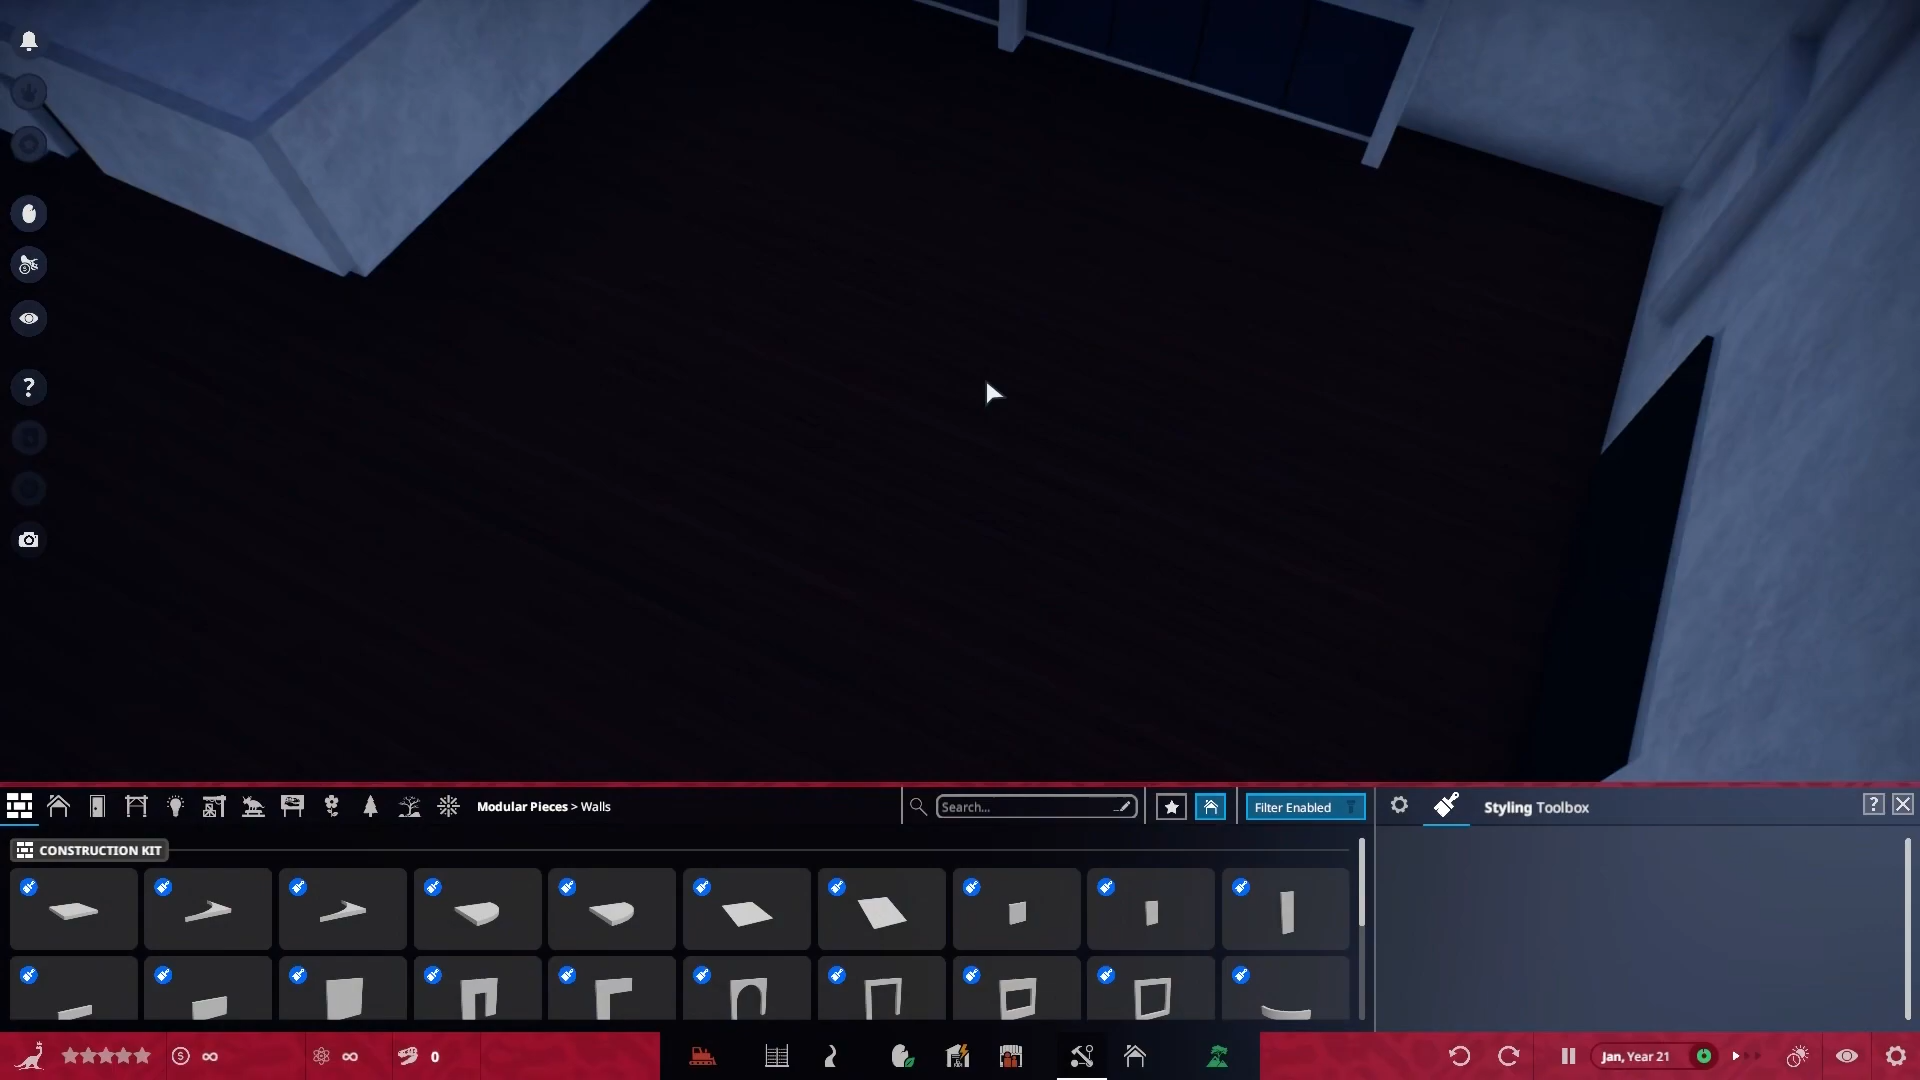 Modular Pieces > Walls
Search...
Filter Enabled
Styling Toolbox
?
CONSTRUCTION KIT
∞
∞
0
Jan, Year 21